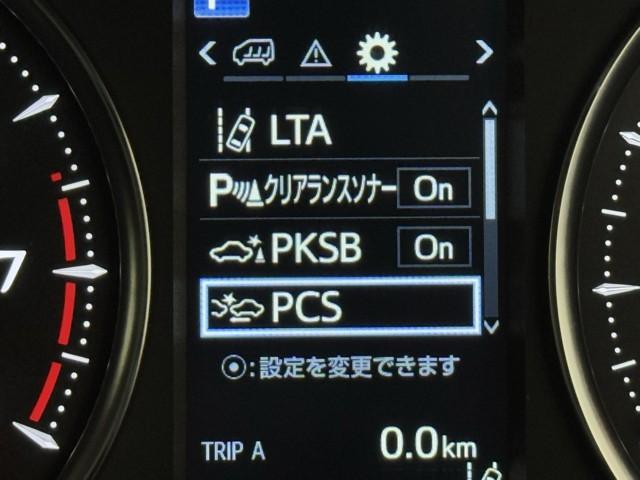 LTA
Pクリアランスソナー On
PKSB On
PCS
⦿:設定を変更できます
TRIP A 0.0km